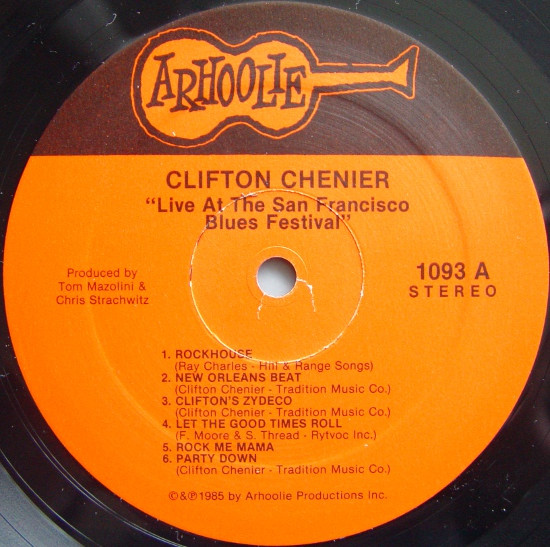 ARHOOLIE
CLIFTON CHENIER
"Live At The San Francisco
Blues Festival"
Produced by
Tom Mazolini &
Chris Strachwitz
1093 A
STEREO
1. ROCKHOUSE
(Ray Charles - Hill & Range Songs)
2. NEW ORLEANS BEAT
(Clifton Chenier - Tradition Music Co.)
3. CLIFTON'S ZYDECO
(Clifton Chenier - Tradition Music Co.)
4. LET THE GOOD TIMES ROLL
(F. Moore & S. Thread - Rytvoc Inc.)
5. ROCK ME MAMA
6. PARTY DOWN
(Clifton Chenier - Tradition Music Co.)
©&℗1985 by Arhoolie Productions Inc.